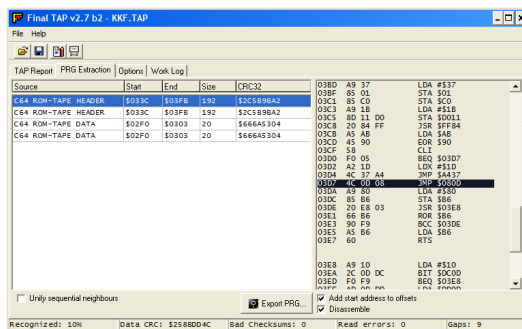 Final TAP v2.7 b2 - KKF.TAP
File Help
TAP Report PRG Extraction Options Work Log
Source Start End Size CRC32
C64 ROM-TAPE HEADER $033C $03FB 192 $2C5B9BA2
C64 ROM-TAPE HEADER $033C $03FB 192 $2C5B9BA2
C64 ROM-TAPE DATA $02F0 $0303 20 $666A5304
C64 ROM-TAPE DATA $02F0 $0303 20 $666A5304
03BD A9 37 LDA #$37
03BF 85 01 STA $01
03C1 85 C0 STA $C0
03C3 A9 1B LDA #$1B
03C5 8D 11 D0 STA $D011
03C8 20 84 FF JSR $FF84
03CB A5 AB LDA $AB
03CD 45 90 EOR $90
03CF 58 CLI
03D0 F0 05 BEQ $03D7
03D2 A2 1D LDX #$1D
03D4 4C 37 A4 JMP $A437
03D7 4C 0D 08 JMP $080D
03DA A9 80 LDA #$80
03DC 85 B6 STA $B6
03DE 20 E8 03 JSR $03E8
03E1 66 B6 ROR $B6
03E3 90 F9 BCC $03DE
03E5 A5 B6 LDA $B6
03E7 60 RTS
03E8 A9 10 LDA #$10
03EA 2C 0D DC BIT $DC0D
03ED F0 F9 BEQ $03E8
Unify sequential neighbours
Export PRG...
Add start address to offsets
Disassemble
Recognized: 10% Data CRC: $258BDD4C Bad Checksums: 0 Read errors: 0 Gaps: 9